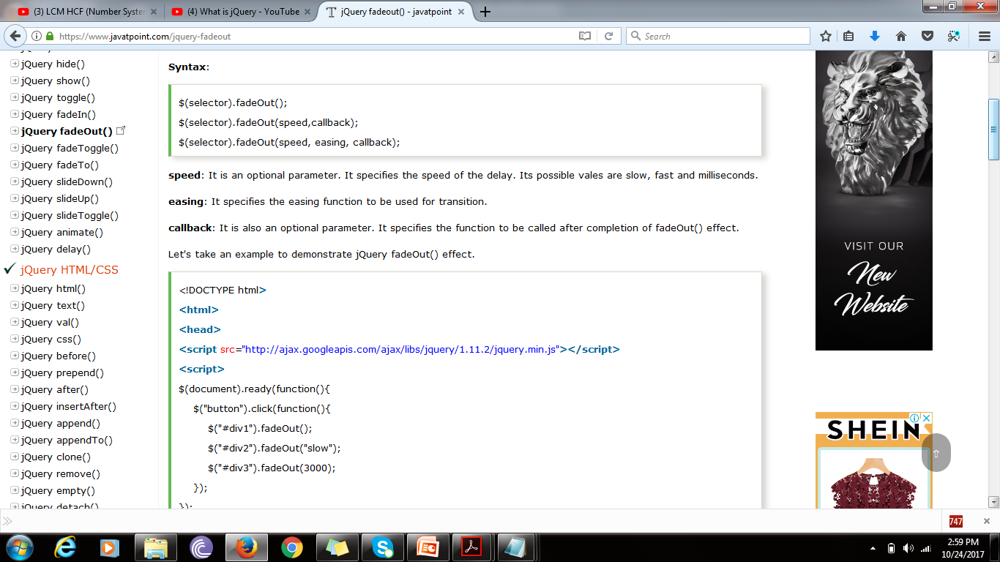 (3) LCM HCF (Number System
(4) What is jQuery - YouTube
jQuery fadeout() - javatpoint
https://www.javatpoint.com/jquery-fadeout
Search
jQuery hide()
jQuery show()
jQuery toggle()
jQuery fadeIn()
jQuery fadeOut()
jQuery fadeToggle()
jQuery fadeTo()
jQuery slideDown()
jQuery slideUp()
jQuery slideToggle()
jQuery animate()
jQuery delay()
jQuery HTML/CSS
jQuery html()
jQuery text()
jQuery val()
jQuery css()
jQuery before()
jQuery prepend()
jQuery after()
jQuery insertAfter()
jQuery append()
jQuery appendTo()
jQuery clone()
jQuery remove()
jQuery empty()
jQuery detach()
Syntax:
$(selector).fadeOut();
$(selector).fadeOut(speed,callback);
$(selector).fadeOut(speed, easing, callback);
speed: It is an optional parameter. It specifies the speed of the delay. Its possible vales are slow, fast and milliseconds.
easing: It specifies the easing function to be used for transition.
callback: It is also an optional parameter. It specifies the function to be called after completion of fadeOut() effect.
Let's take an example to demonstrate jQuery fadeOut() effect.
<!DOCTYPE html>
<html>
<head>
<script src="http://ajax.googleapis.com/ajax/libs/jquery/1.11.2/jquery.min.js"></script>
<script>
$(document).ready(function(){
$("button").click(function(){
$("#div1").fadeOut();
$("#div2").fadeOut("slow");
$("#div3").fadeOut(3000);
});
});
VISIT OUR
New
Website
SHEIN
747
2:59 PM
10/24/2017